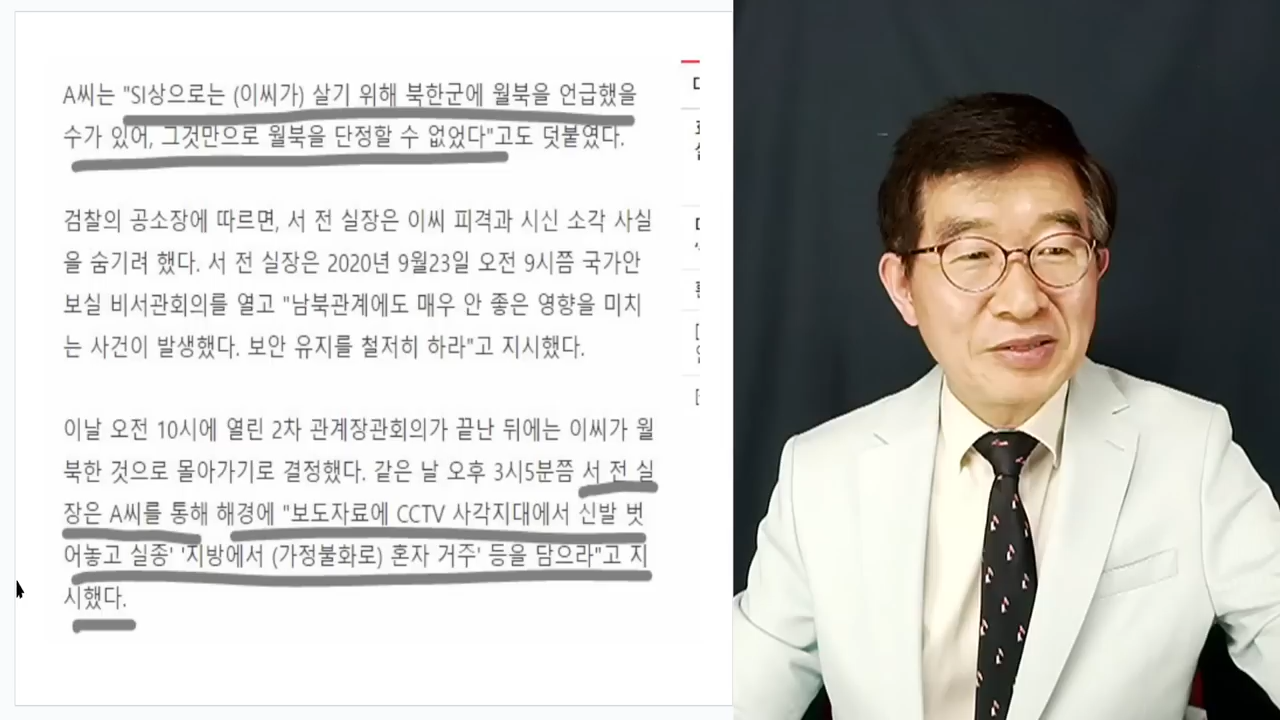 A씨는 "SI상으로는 (이씨가) 살기 위해 북한군에 월북을 언급했을
수가 있어, 그것만으로 월북을 단정할 수 없었다"고도 덧붙였다.
검찰의 공소장에 따르면, 서 전 실장은 이씨 피격과 시신 소각 사실
을 숨기려 했다. 서 전 실장은 2020년 9월23일 오전 9시쯤 국가안
보실 비서관회의를 열고 "남북관계에도 매우 안 좋은 영향을 미치
는 사건이 발생했다. 보안 유지를 철저히 하라"고 지시했다.
이날 오전 10시에 열린 2차 관계장관회의가 끝난 뒤에는 이씨가 월
북한 것으로 몰아가기로 결정했다. 같은 날 오후 3시5분쯤 서 전 실
장은 A씨를 통해 해경에 "보도자료에 CCTV 사각지대에서 신발 벗
어놓고 실종' '지방에서 (가정불화로) 혼자 거주' 등을 담으라"고 지
시했다.